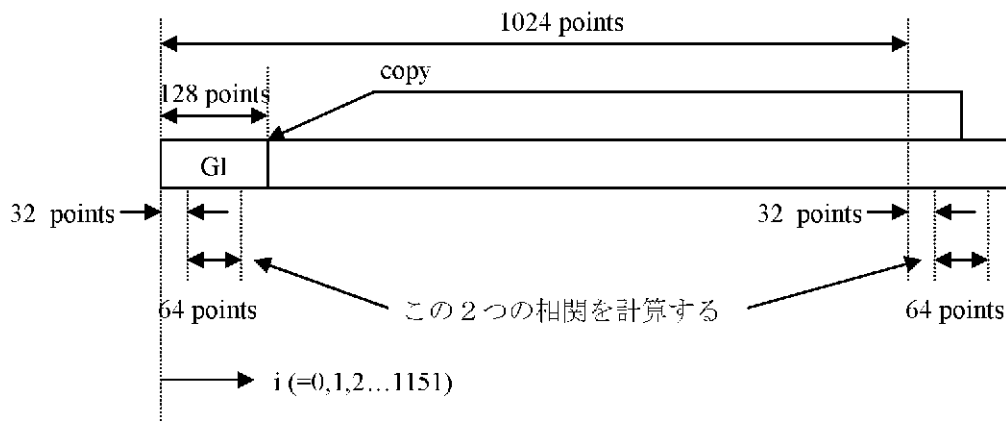 1024 points
copy
128 points
GI
32 points
32 points
64 points
この２つの相関を計算する
64 points
i (=0,1,2…1151)